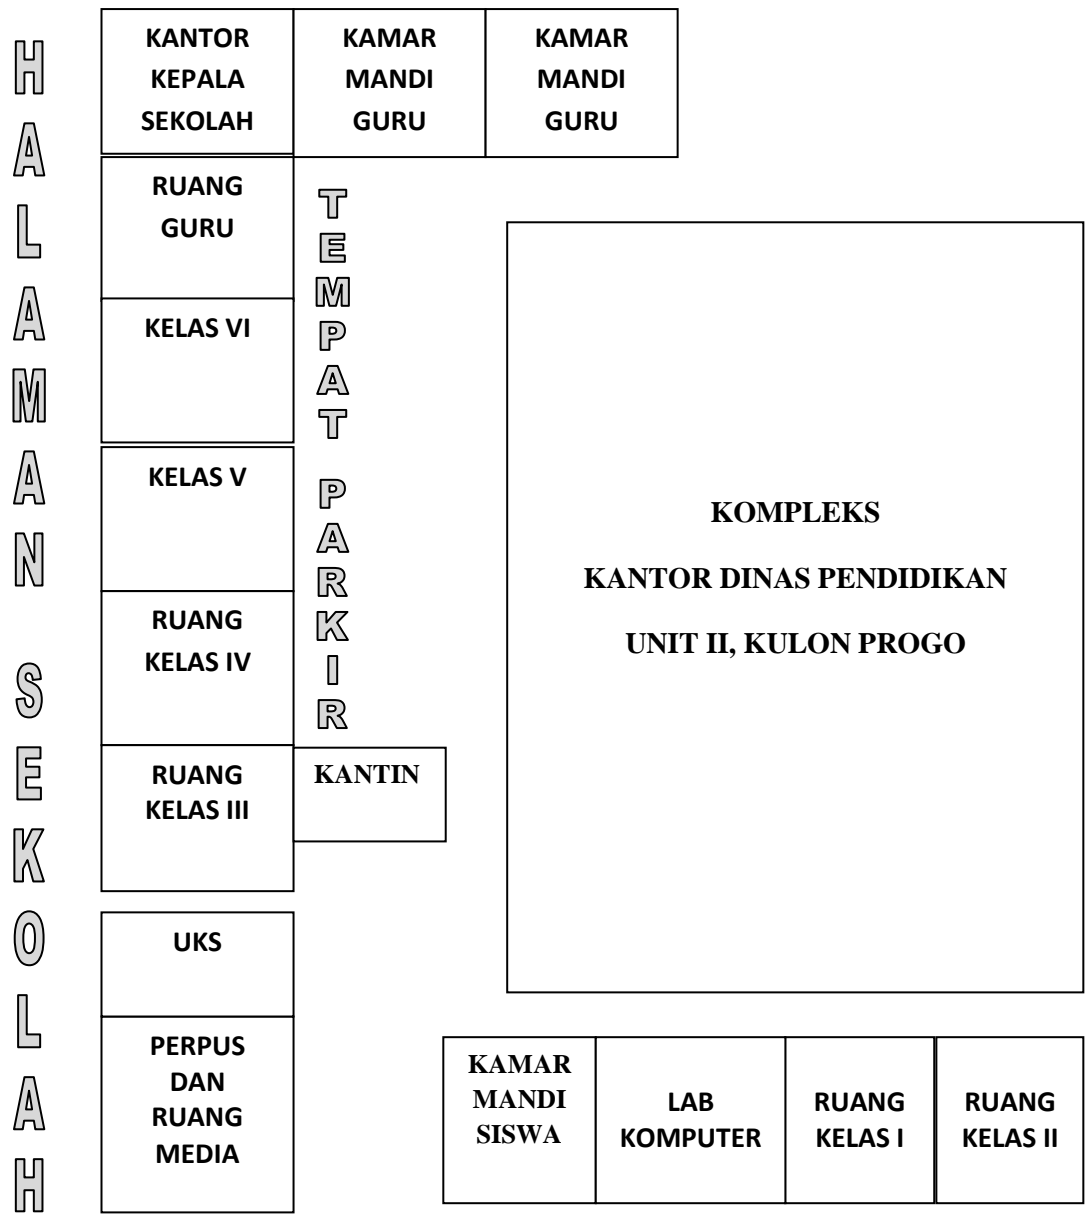 HALAMAN SEKOLAH
KANTOR
KEPALA
SEKOLAH
KAMAR
MANDI
GURU
KAMAR
MANDI
GURU
RUANG
GURU
TEMPAT PARKIR
KELAS VI
KELAS V
RUANG
KELAS IV
RUANG
KELAS III
KANTIN
KOMPLEKS
KANTOR DINAS PENDIDIKAN
UNIT II, KULON PROGO
UKS
PERPUS
DAN
RUANG
MEDIA
KAMAR
MANDI
SISWA
LAB
KOMPUTER
RUANG
KELAS I
RUANG
KELAS II